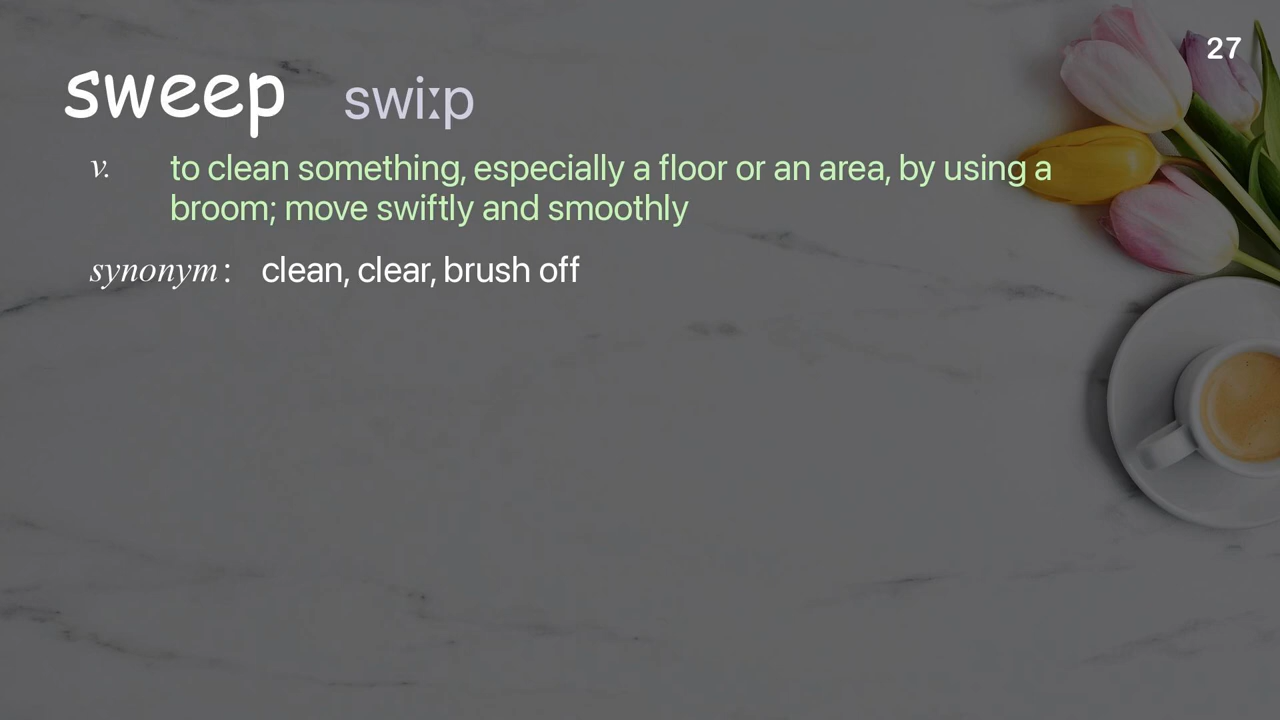 27
sweep swiːp
v. to clean something, especially a floor or an area, by using a
broom; move swiftly and smoothly
synonym : clean, clear, brush off